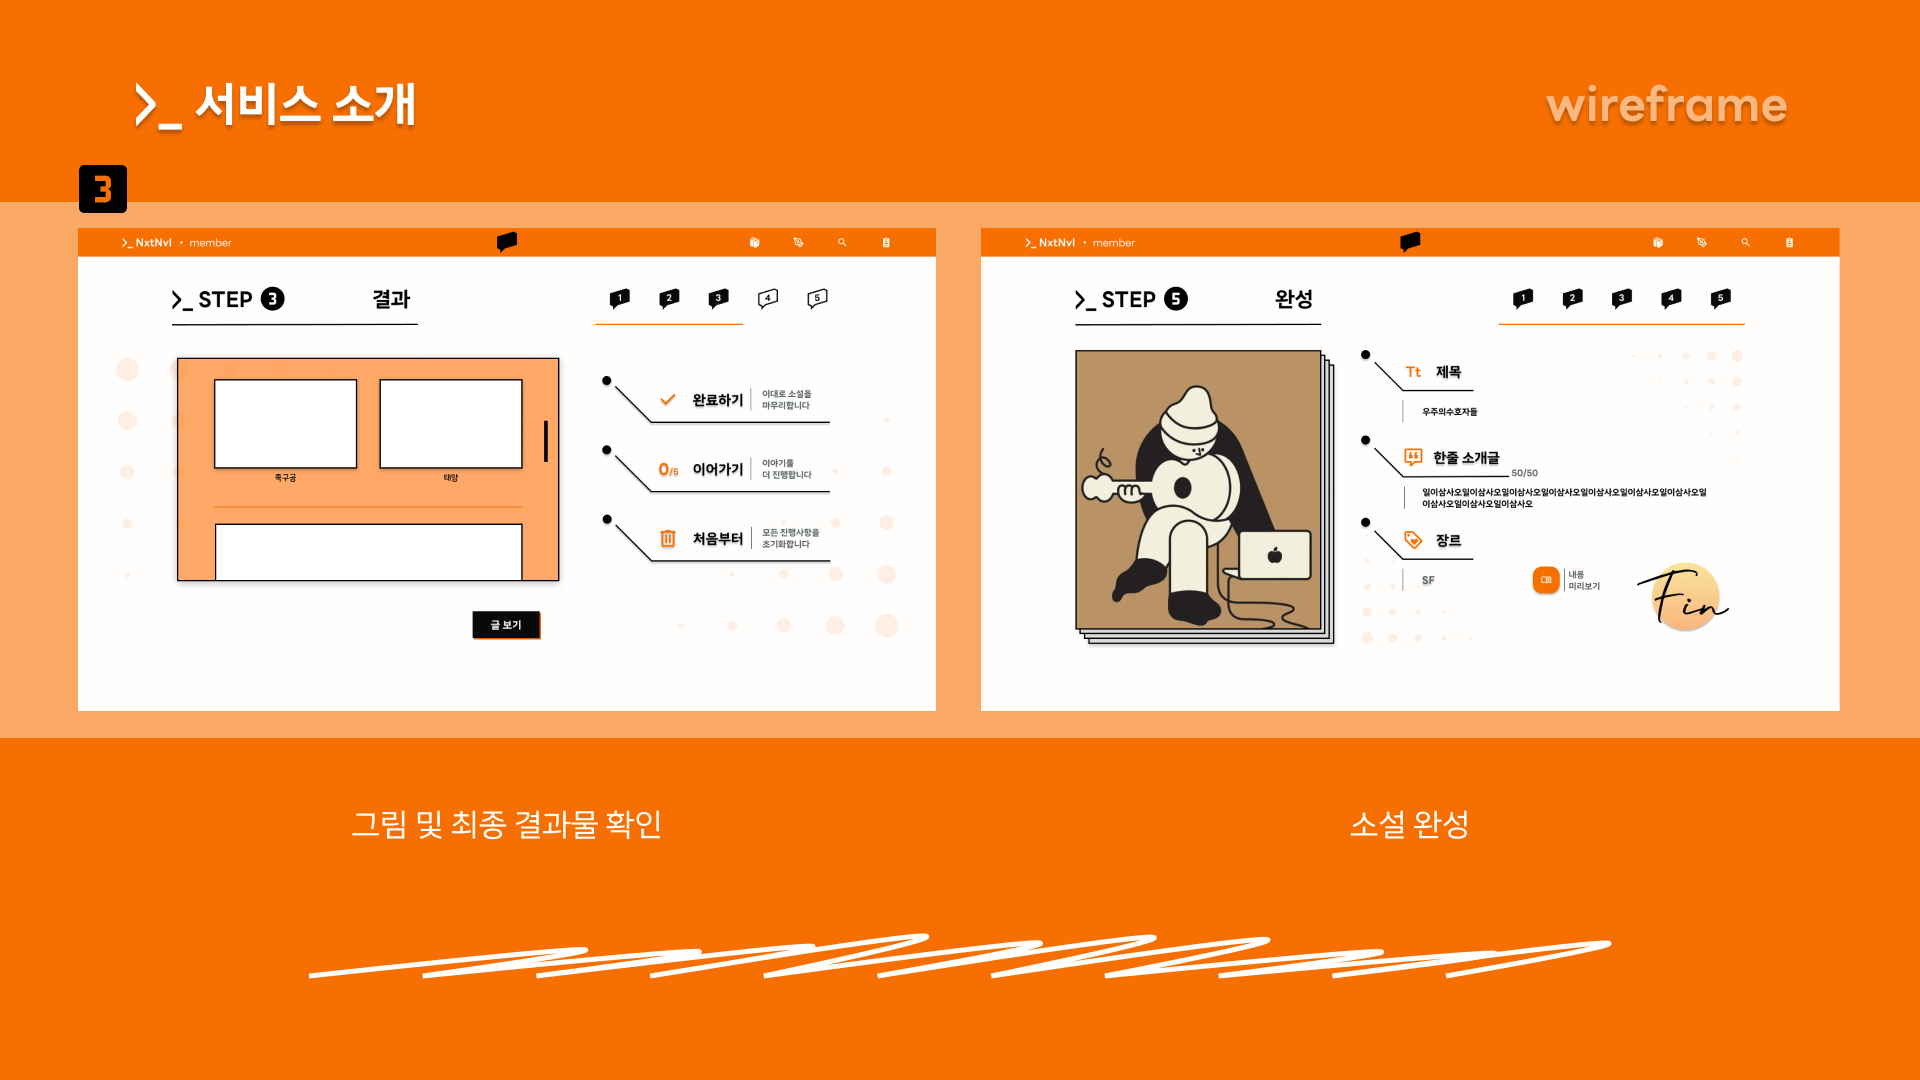 >_ 서비스 소개
wireframe
3
>_ NxtNvl • member
>_ STEP 3 결과
1 2 3 4 5
축구공
태양
글 보기
완료하기
이대로 소설을
마무리합니다
0/5 이어가기
이야기를
더 진행합니다
처음부터
모든 진행사항을
초기화합니다
>_ NxtNvl • member
>_ STEP 5 완성
1 2 3 4 5
Tt 제목
우주의수호자들
한줄 소개글
50/50
일이삼사오일이삼사오일이삼사오일이삼사오일이삼사오일이삼사오일이삼사오일
이삼사오일이삼사오일이삼사오
장르
SF
내용
미리보기
Fin
그림 및 최종 결과물 확인
소설 완성